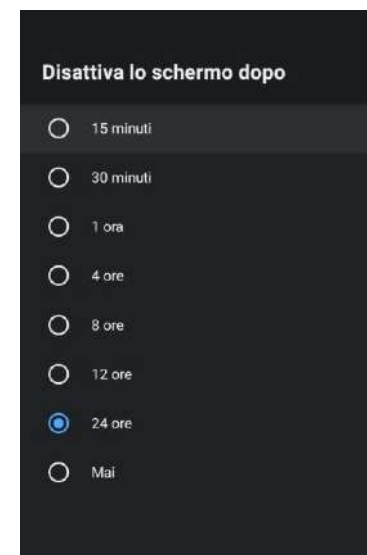 Disattiva lo schermo dopo
15 minuti
30 minuti
1 ora
4 ore
8 ore
12 ore
24 ore
Mai